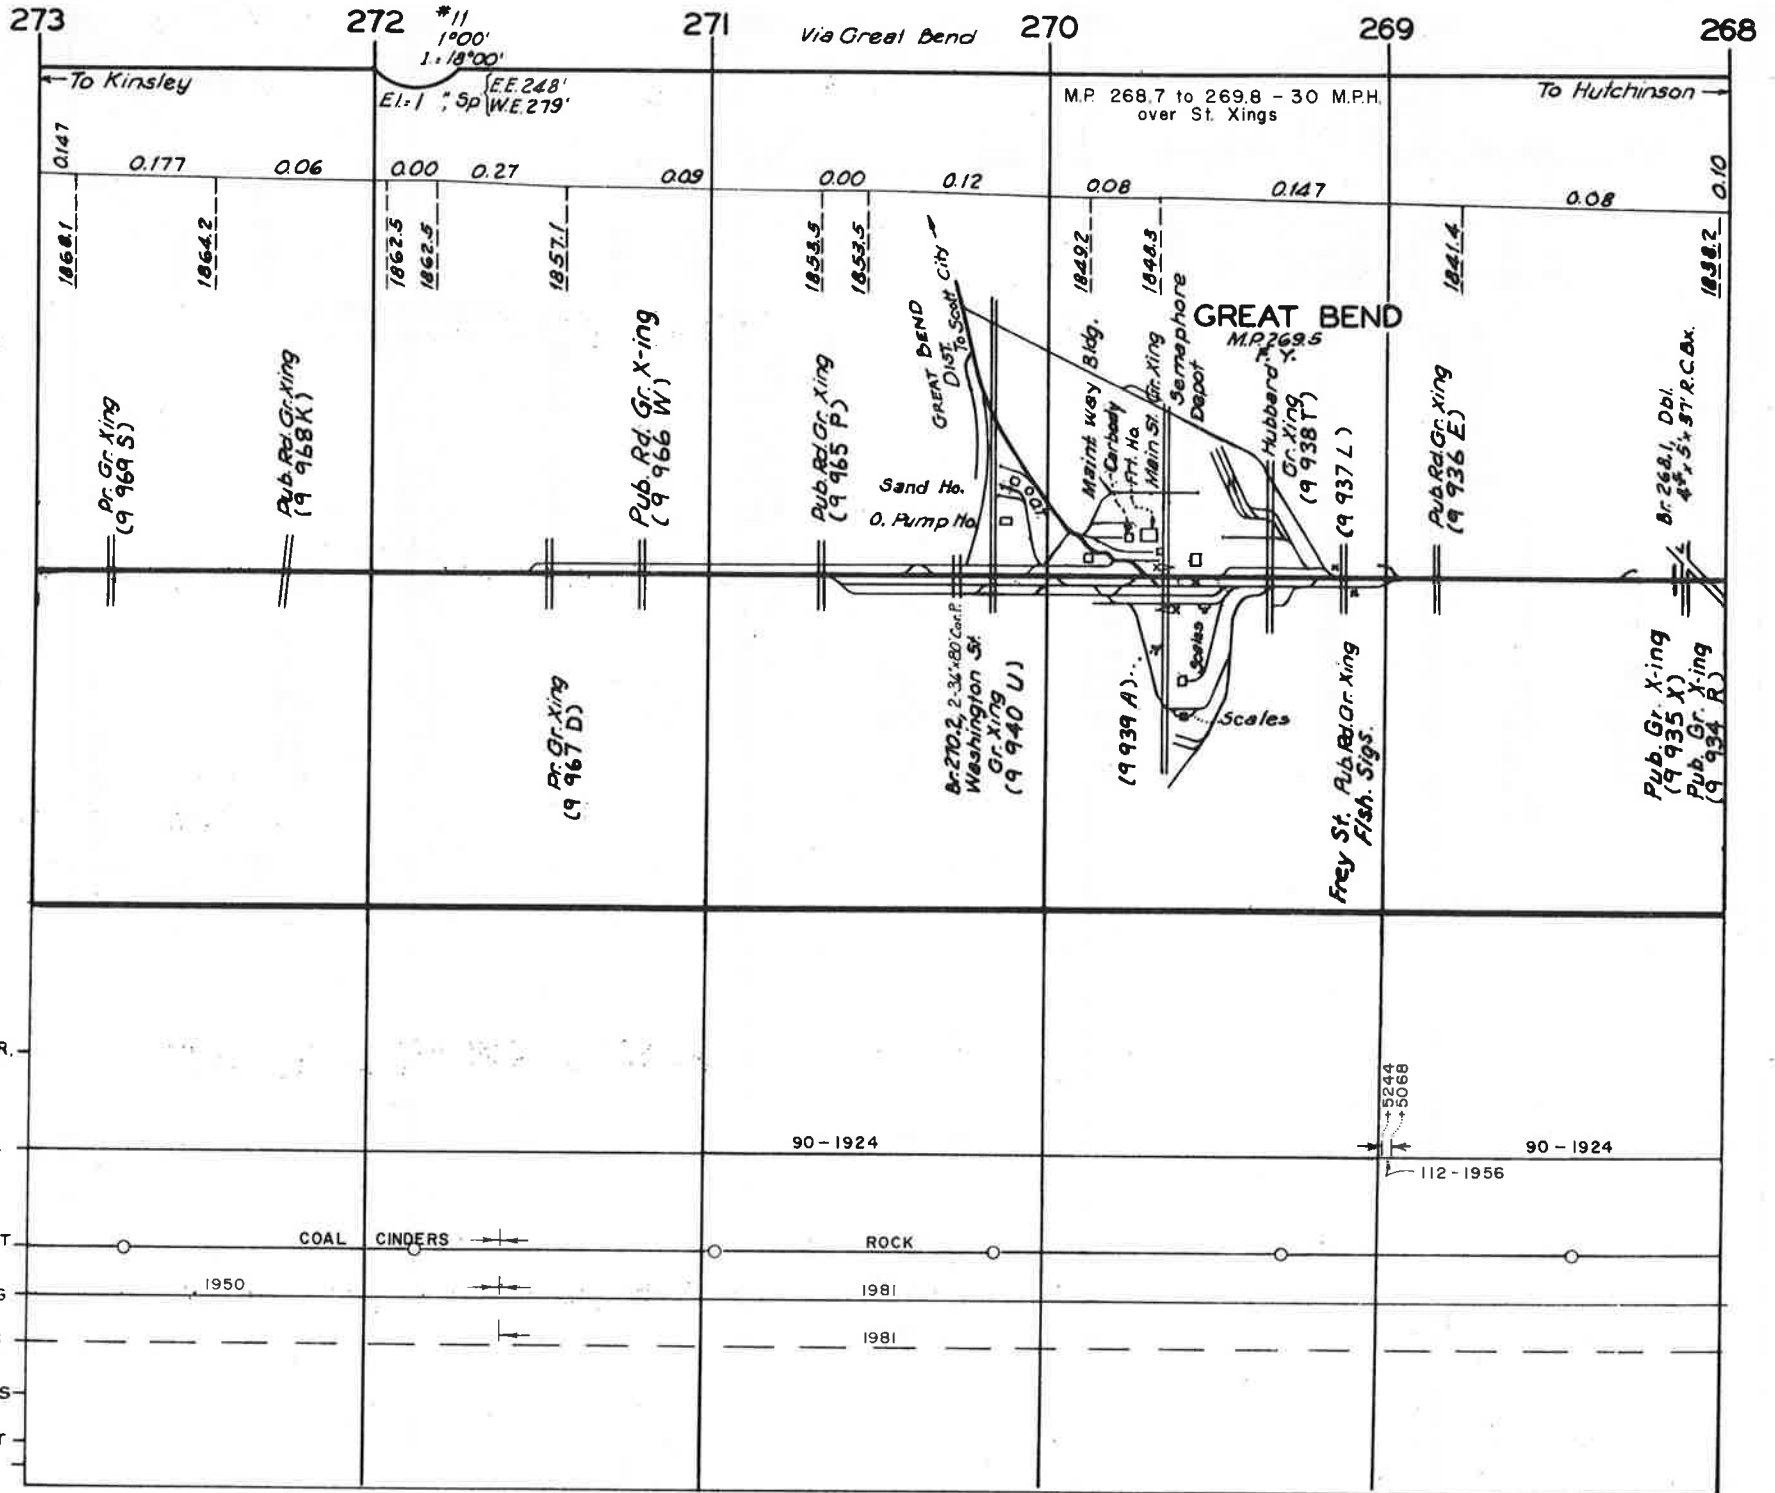 273
272
271
270
269
268
#11
1°00'
I=18°00'
Via Great Bend
←To Kinsley
El.=1", Sp {E.E.248'
W.E.279'
M.P. 268.7 to 269.8 – 30 M.P.H.
over St. Xings
To Hutchinson→
0.147
0.177
0.06
0.00
0.27
0.09
0.00
0.12
0.08
0.147
0.08
0.10
1868.1
1864.2
1862.5
1862.5
1857.1
1853.5
1853.5
1849.2
1848.3
1841.4
1838.2
GREAT BEND
M.P. 269.5
F.Y.
GREAT BEND
DIST.
To Scott City
Pr. Gr. Xing
(9 969 S)
Pub. Rd. Gr. Xing
(9 968 K)
Pub. Rd. Gr. X-ing
(9 966 W)
Pub. Rd. Gr. Xing
(9 965 P)
Sand Ho.
O. Pump Ho.
Maint. Way Bldg.
Carbody
Frt. Ho.
Main St. Gr. Xing
Semaphore
Depot
Hubbard
Gr. Xing
(9 938 T)
(9 937 L)
Pub. Rd. Gr. Xing
(9 936 E)
Br. 268.1, Dbl.
R.C. Bx.
Pr. Gr. Xing
(9 967 D)
Br. 270.2, 2-36"x80' Cor. P.
Washington St.
Gr. Xing
(9 940 U)
(9 939 A)
Scales
Scales
Frey St. Pub. Rd. Gr. Xing
Flsh. Sigs.
Pub. Gr. X-ing
(9 935 X)
Pub. Gr. X-ing
(9 934 R)
R.
+5244
+5068
90–1924
90–1924
112–1956
T
COAL CINDERS
ROCK
S
1950
1981
1981
S
T